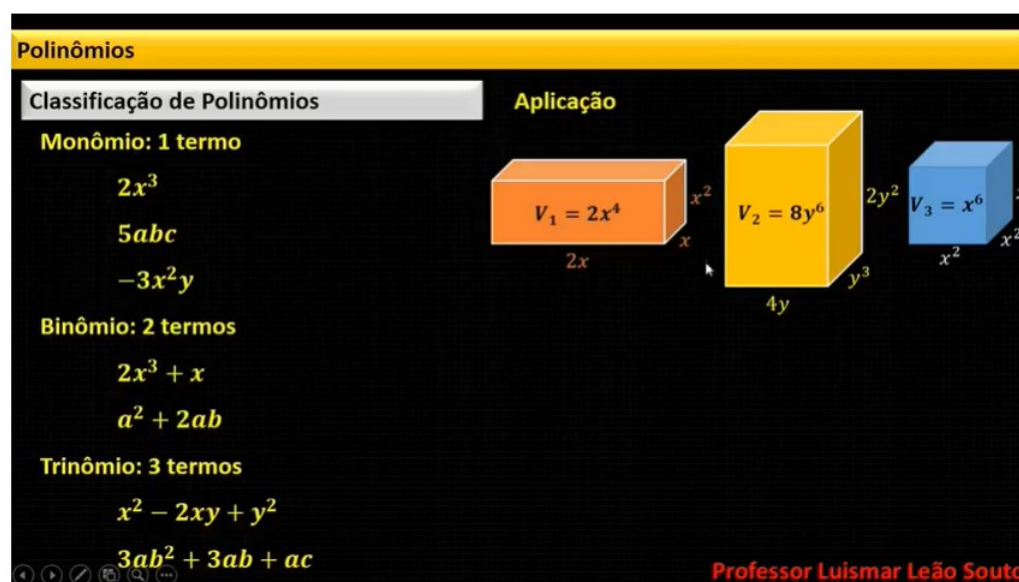 Polinômios
Classificação de Polinômios
Monômio: 1 termo
2x³
5abc
−3x²y
Binômio: 2 termos
2x³ + x
a² + 2ab
Trinômio: 3 termos
x² − 2xy + y²
3ab² + 3ab + ac
Aplicação
V₁ = 2x⁴
x²
x
2x
V₂ = 8y⁶
2y²
y³
4y
V₃ = x⁶
x²
x²
Professor Luismar Leão Souto